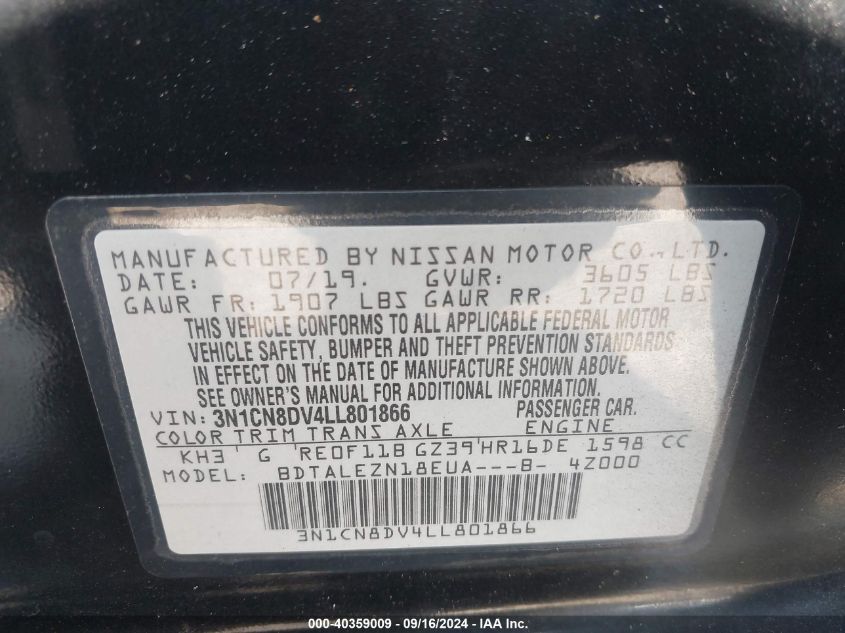 MANUFACTURED BY NISSAN MOTOR CO., LTD.
DATE: 07/19. GVWR: 3605 LBS
GAWR FR: 1907 LBS GAWR RR: 1720 LBS
THIS VEHICLE CONFORMS TO ALL APPLICABLE FEDERAL MOTOR
VEHICLE SAFETY, BUMPER AND THEFT PREVENTION STANDARDS
IN EFFECT ON THE DATE OF MANUFACTURE SHOWN ABOVE.
SEE OWNER'S MANUAL FOR ADDITIONAL INFORMATION.
VIN: 3N1CN8DV4LL801866 PASSENGER CAR.
COLOR TRIM TRANS AXLE ENGINE
KH3 G RE0F11B GZ39 HR16DE 1598 CC
MODEL: BDTALEZN18EUA---B- 4Z000
3N1CN8DV4LL801866
000-40359009 - 09/16/2024 - IAA Inc.